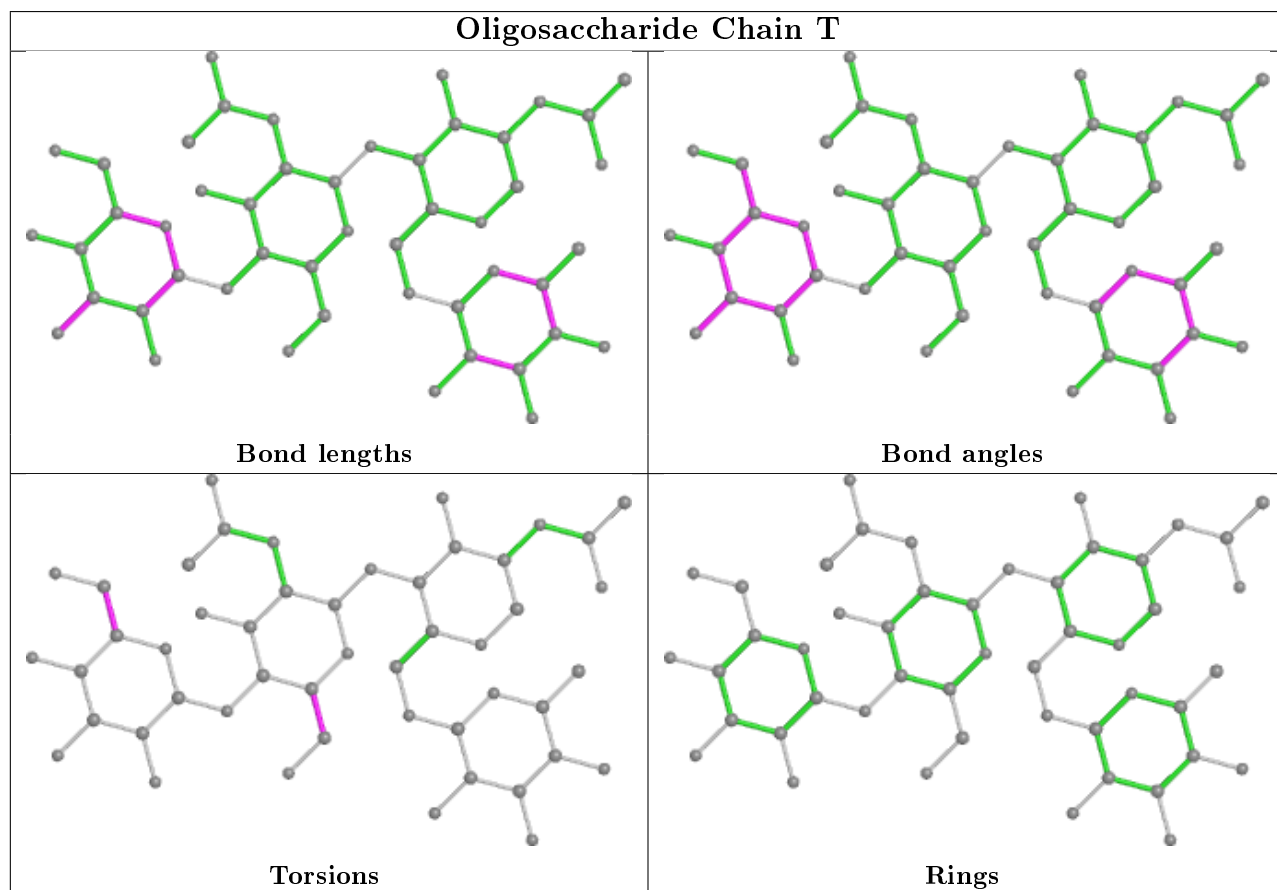 Oligosaccharide Chain T
Bond lengths
Bond angles
Torsions
Rings